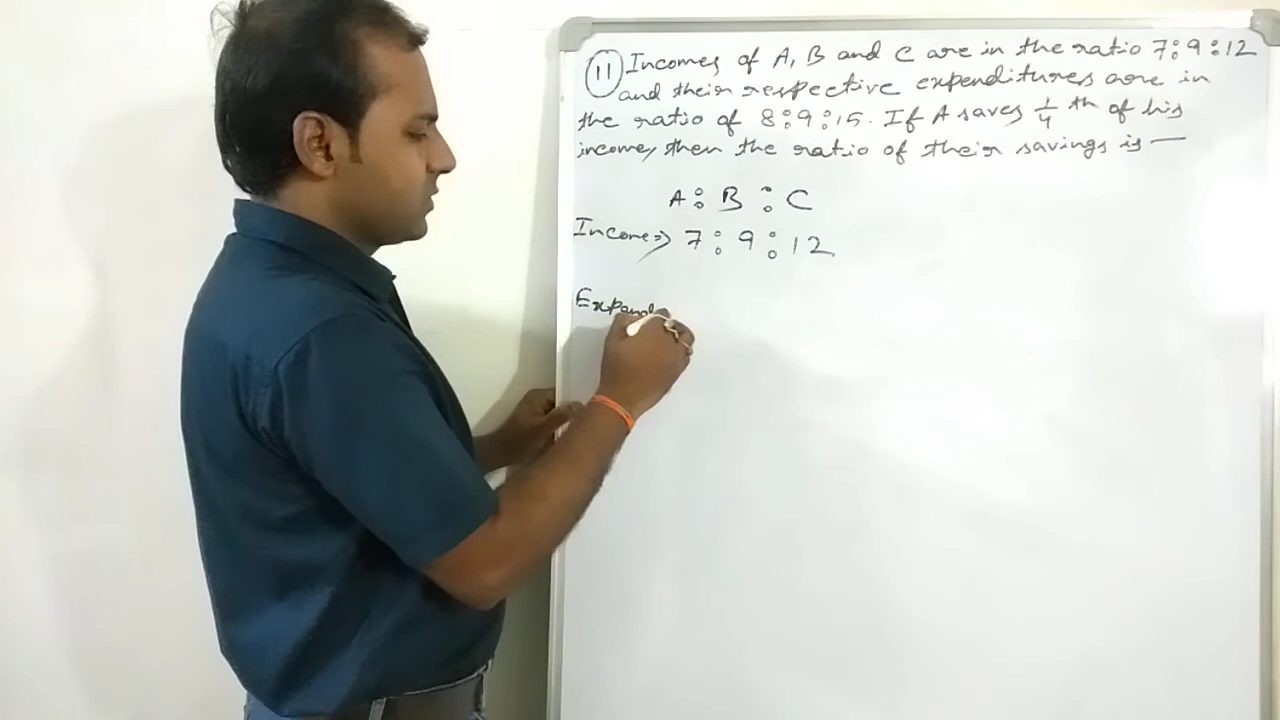 11 Incomes of A, B and C are in the ratio 7:9:12
and their respective expenditures are in
the ratio of 8:9:15. If A saves 1/4 th of his
income, then the ratio of their savings is —
A : B : C
Income ⇒ 7 : 9 : 12
Expend